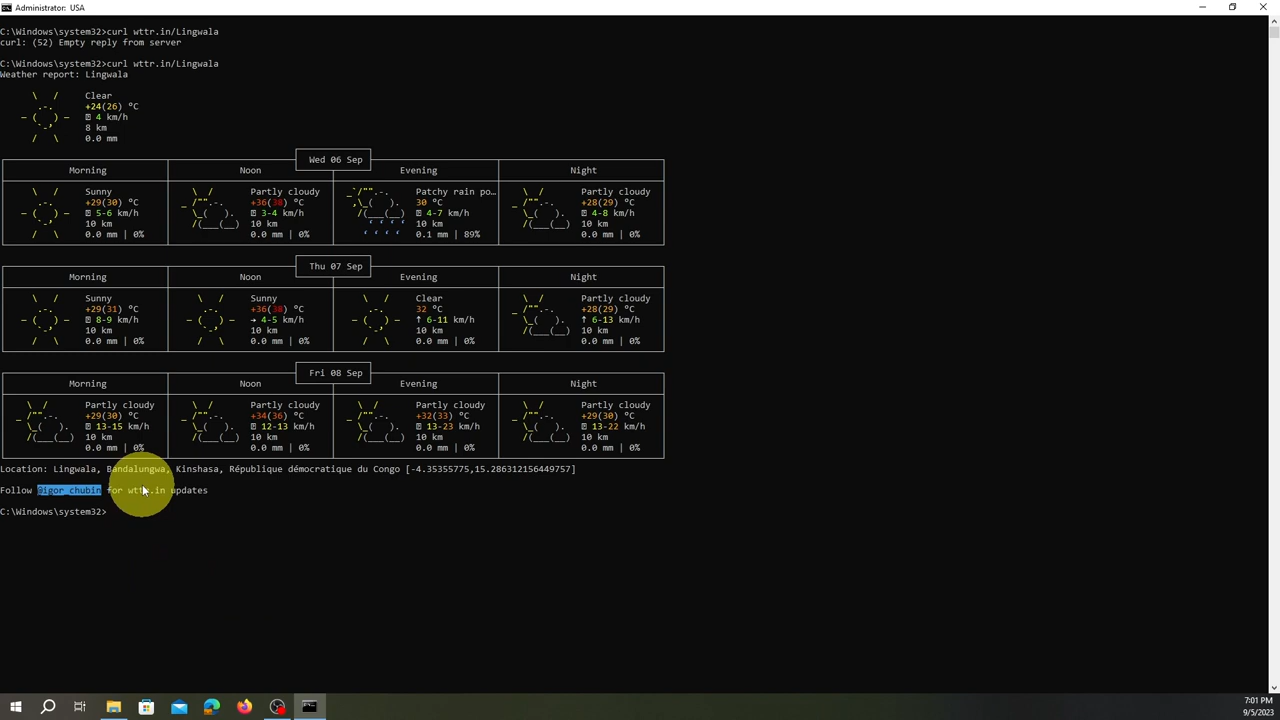 Administrator: USA
C:\Windows\system32>curl wttr.in/Lingwala
curl: (52) Empty reply from server
C:\Windows\system32>curl wttr.in/Lingwala
Weather report: Lingwala
Clear
+24(26) °C
4 km/h
8 km
0.0 mm
Wed 06 Sep
Morning Noon Evening Night
Sunny Partly cloudy Patchy rain po… Partly cloudy
+29(30) °C +36(38) °C 30 °C +28(29) °C
5-6 km/h 3-4 km/h 4-7 km/h 4-8 km/h
10 km 10 km 10 km 10 km
0.0 mm | 0% 0.0 mm | 0% 0.1 mm | 89% 0.0 mm | 0%
Thu 07 Sep
Morning Noon Evening Night
Sunny Sunny Clear Partly cloudy
+29(31) °C +36(38) °C 32 °C +28(29) °C
8-9 km/h → 4-5 km/h ↑ 6-11 km/h ↑ 6-13 km/h
10 km 10 km 10 km 10 km
0.0 mm | 0% 0.0 mm | 0% 0.0 mm | 0% 0.0 mm | 0%
Fri 08 Sep
Morning Noon Evening Night
Partly cloudy Partly cloudy Partly cloudy Partly cloudy
+29(30) °C +34(36) °C +32(33) °C +29(30) °C
13-15 km/h 12-13 km/h 13-23 km/h 13-22 km/h
10 km 10 km 10 km 10 km
0.0 mm | 0% 0.0 mm | 0% 0.0 mm | 0% 0.0 mm | 0%
Location: Lingwala, Bandalungwa, Kinshasa, République démocratique du Congo [-4.35355775,15.286312156449757]
Follow @igor_chubin for wttr.in updates
C:\Windows\system32>
7:01 PM
9/5/2023